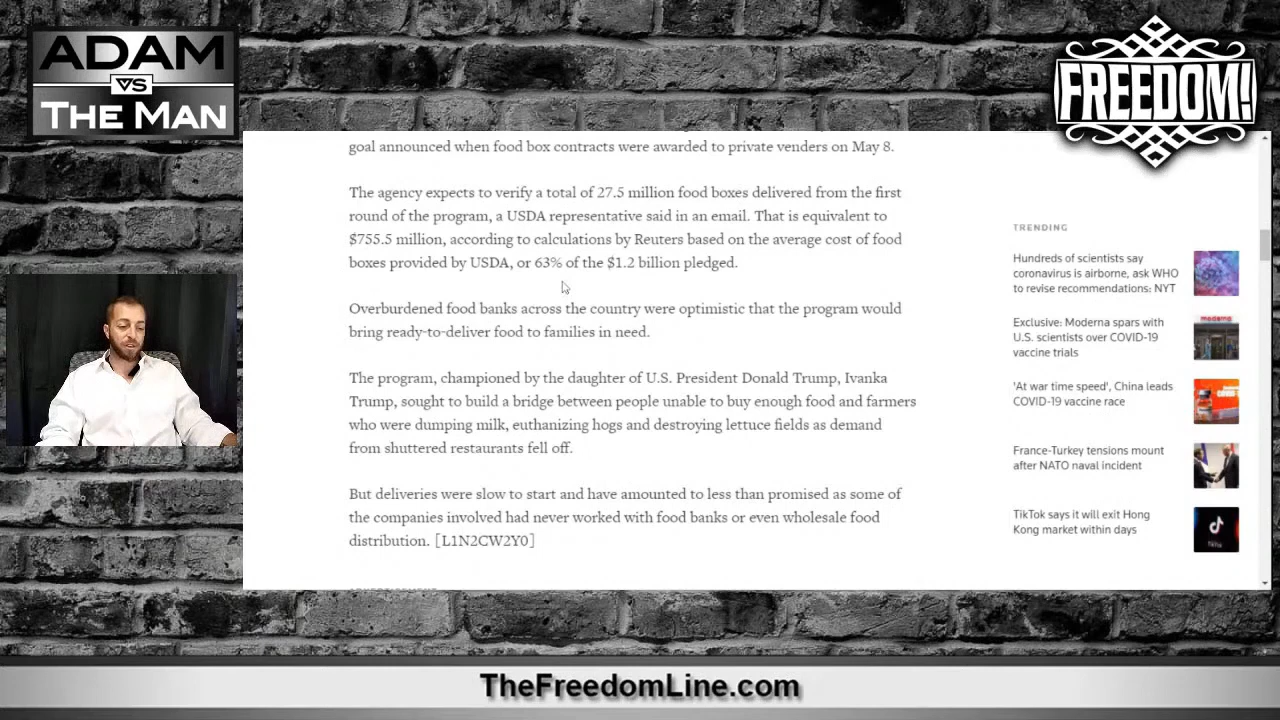 ADAM
VS
THE MAN
FREEDOM!
goal announced when food box contracts were awarded to private venders on May 8.
The agency expects to verify a total of 27.5 million food boxes delivered from the first
round of the program, a USDA representative said in an email. That is equivalent to
$755.5 million, according to calculations by Reuters based on the average cost of food
boxes provided by USDA, or 63% of the $1.2 billion pledged.
Overburdened food banks across the country were optimistic that the program would
bring ready-to-deliver food to families in need.
The program, championed by the daughter of U.S. President Donald Trump, Ivanka
Trump, sought to build a bridge between people unable to buy enough food and farmers
who were dumping milk, euthanizing hogs and destroying lettuce fields as demand
from shuttered restaurants fell off.
But deliveries were slow to start and have amounted to less than promised as some of
the companies involved had never worked with food banks or even wholesale food
distribution. [L1N2CW2Y0]
TRENDING
Hundreds of scientists say
coronavirus is airborne, ask WHO
to revise recommendations: NYT
Exclusive: Moderna spars with
U.S. scientists over COVID-19
vaccine trials
'At war time speed', China leads
COVID-19 vaccine race
France-Turkey tensions mount
after NATO naval incident
TikTok says it will exit Hong
Kong market within days
TheFreedomLine.com